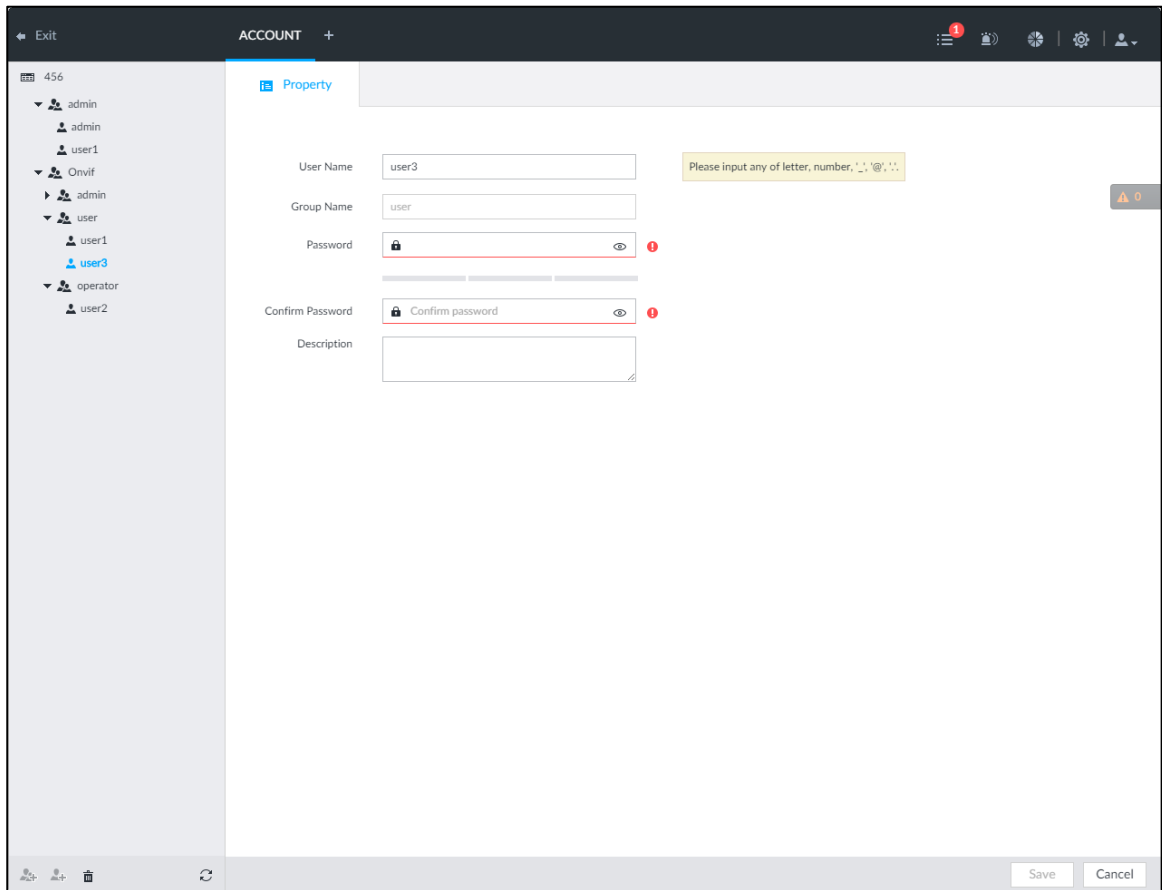 Exit
ACCOUNT +
1
456
admin
admin
user1
Onvif
admin
user
user1
user3
operator
user2
Property
User Name
user3
Please input any of letter, number, '_', '@', '.'.
Group Name
user
Password
Confirm Password
Confirm password
Description
0
Save
Cancel